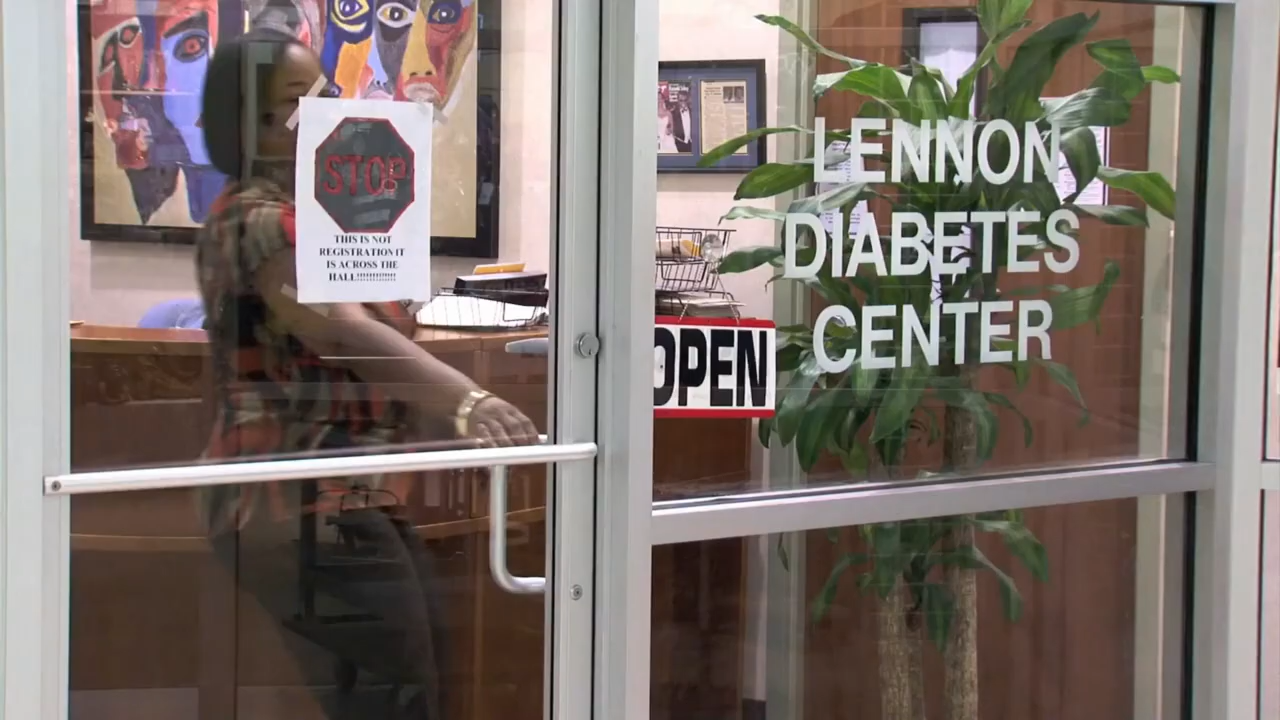 STOP
THIS IS NOT
REGISTRATION IT
IS ACROSS THE
HALL!!!!!!!!!!!!
OPEN
LENNON
DIABETES
CENTER